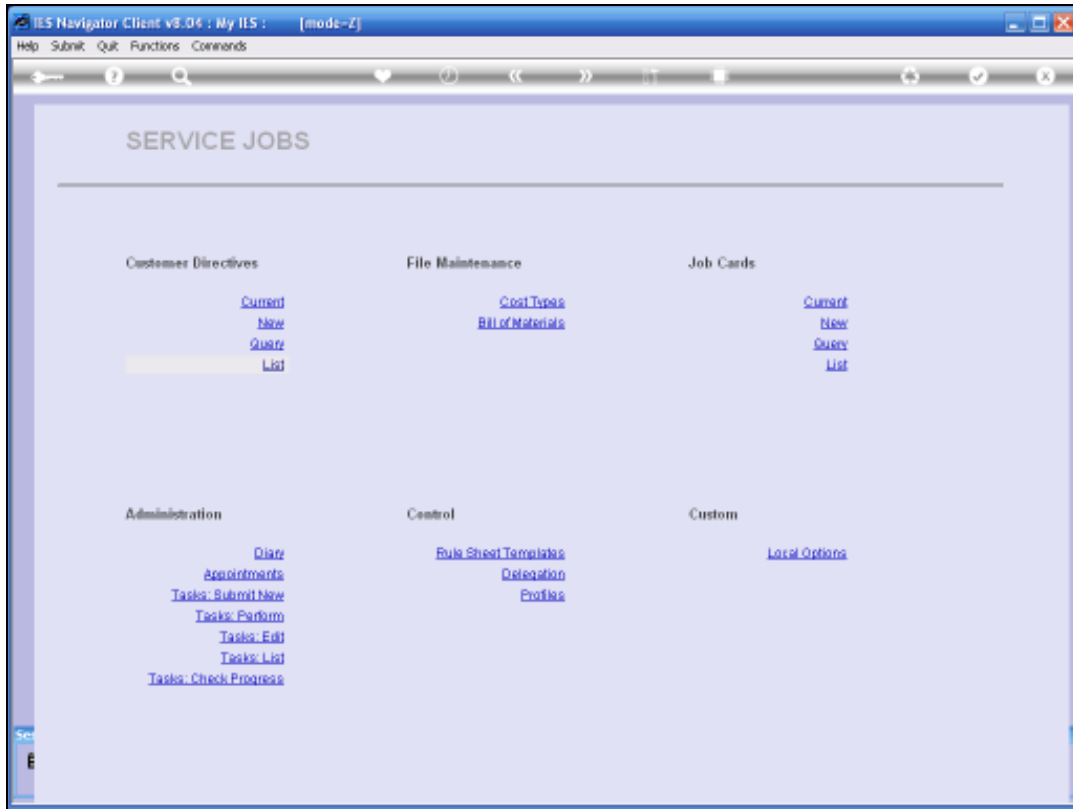 IES Navigator Client v8.04 : My IES : [mode=Z]
Help Submit Quit Functions Commands
SERVICE JOBS
Customer Directives
Current
New
Query
List
File Maintenance
Cost Types
Bill of Materials
Job Cards
Current
New
Query
List
Administration
Diary
Appointments
Tasks: Submit New
Tasks: Perform
Tasks: Edit
Tasks: List
Tasks: Check Progress
Control
Rule Sheet Templates
Delegation
Profiles
Custom
Local Options